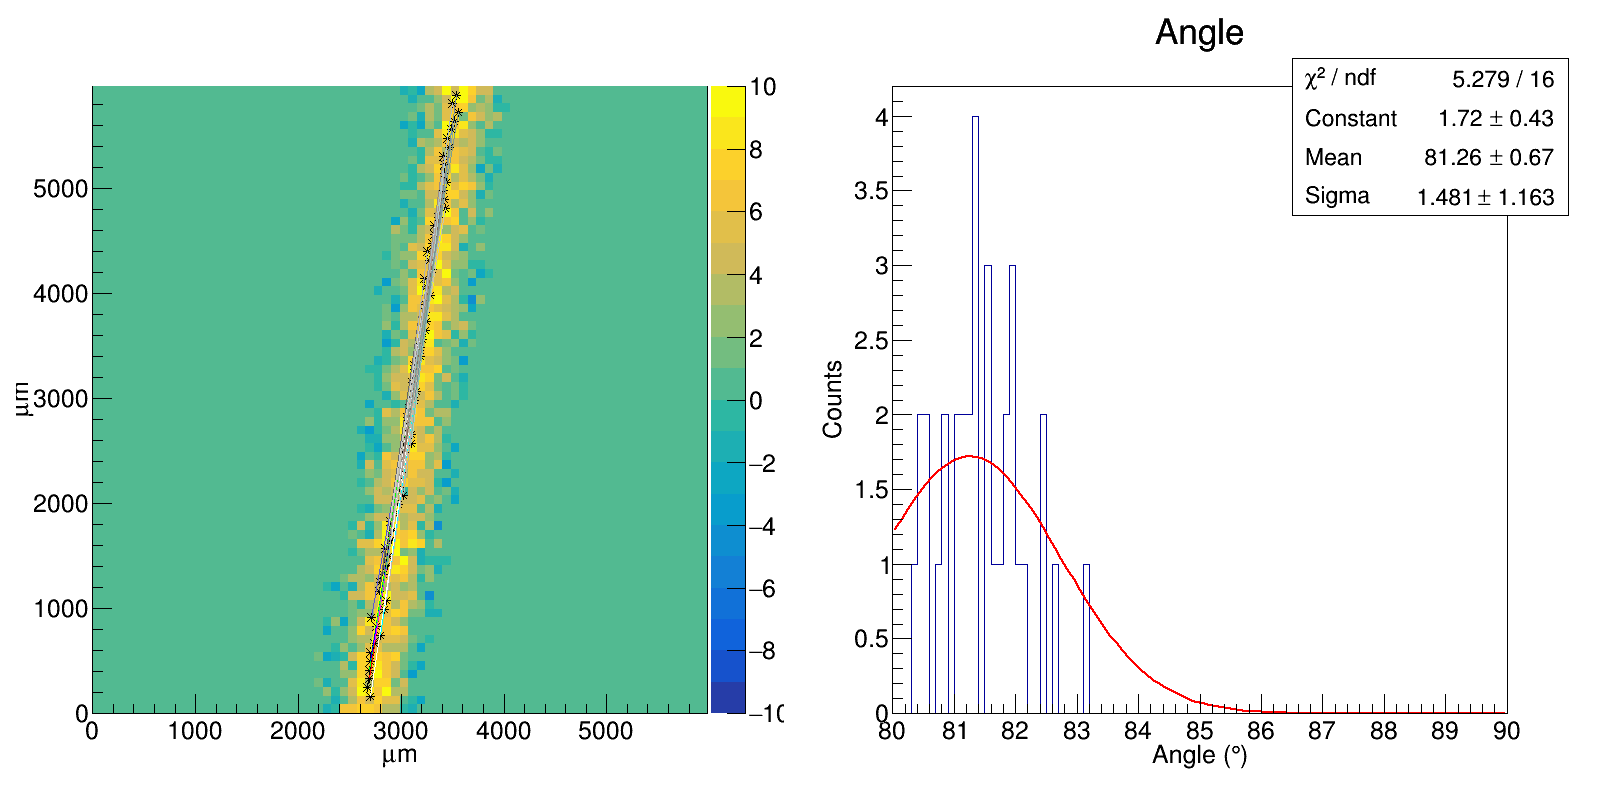 Angle
χ² / ndf 5.279 / 16
Constant 1.72 ± 0.43
Mean 81.26 ± 0.67
Sigma 1.481 ± 1.163
μm
5000
4000
3000
2000
1000
0
0 1000 2000 3000 4000 5000
μm
10
8
6
4
2
0
−2
−4
−6
−8
−10
Counts
4
3.5
3
2.5
2
1.5
1
0.5
0
80 81 82 83 84 85 86 87 88 89 90
Angle (°)